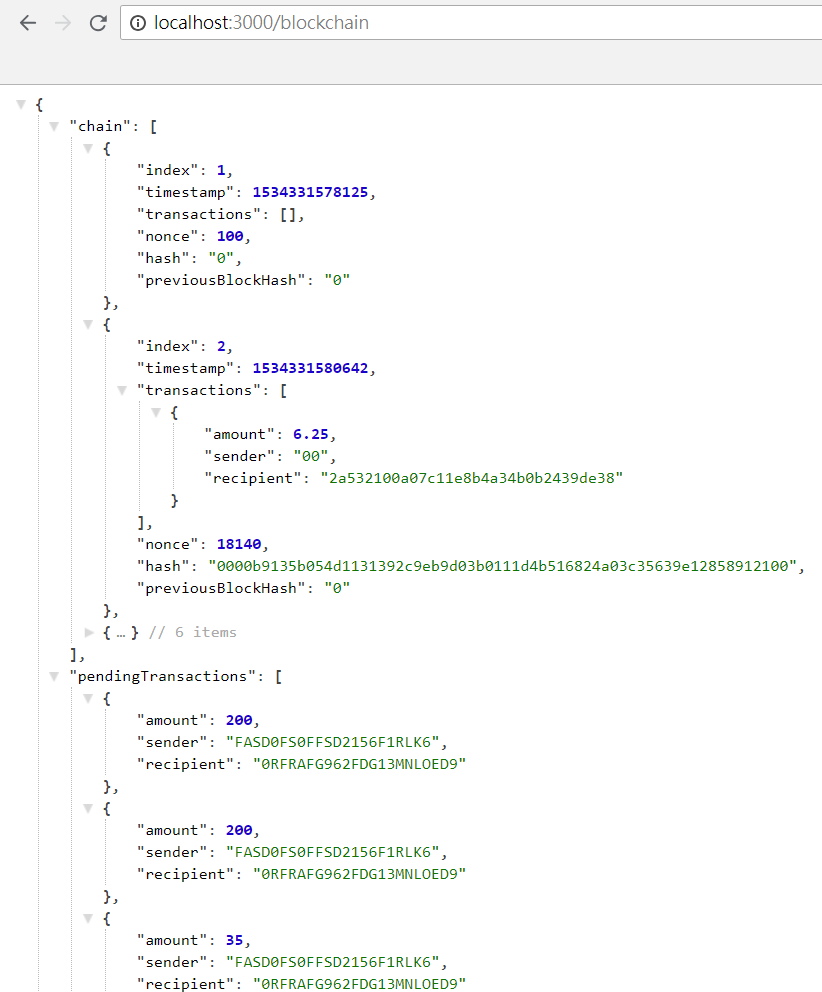 localhost:3000/blockchain
{
"chain": [
{
"index": 1,
"timestamp": 1534331578125,
"transactions": [],
"nonce": 100,
"hash": "0",
"previousBlockHash": "0"
},
{
"index": 2,
"timestamp": 1534331580642,
"transactions": [
{
"amount": 6.25,
"sender": "00",
"recipient": "2a532100a07c11e8b4a34b0b2439de38"
}
],
"nonce": 18140,
"hash": "0000b9135b054d1131392c9eb9d03b0111d4b516824a03c35639e12858912100",
"previousBlockHash": "0"
},
{ … } // 6 items
],
"pendingTransactions": [
{
"amount": 200,
"sender": "FASD0FS0FFSD2156F1RLK6",
"recipient": "0RFRAFG962FDG13MNLOED9"
},
{
"amount": 200,
"sender": "FASD0FS0FFSD2156F1RLK6",
"recipient": "0RFRAFG962FDG13MNLOED9"
},
{
"amount": 35,
"sender": "FASD0FS0FFSD2156F1RLK6",
"recipient": "0RFRAFG962FDG13MNLOED9"